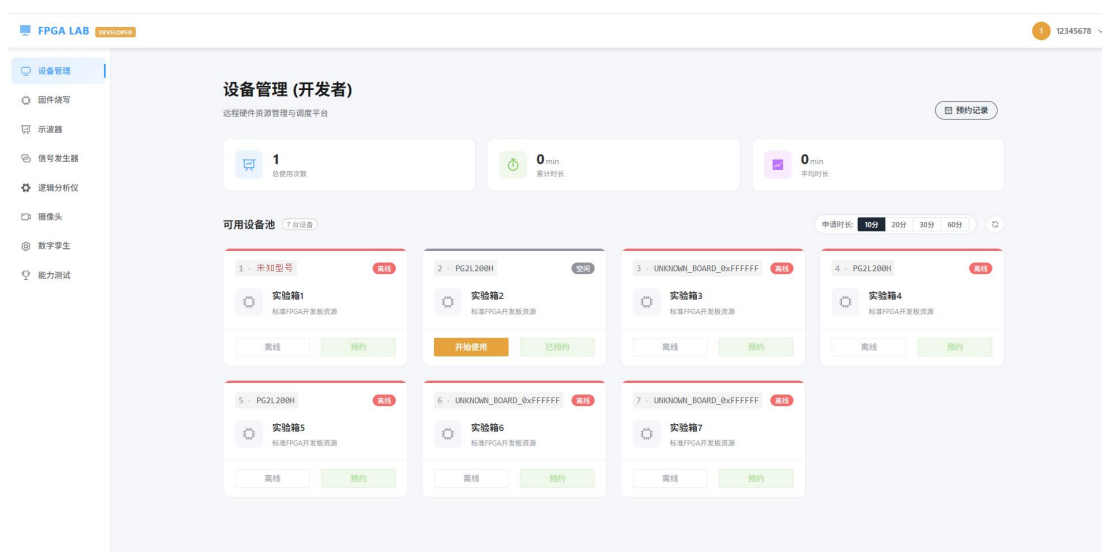 FPGA LAB DEVELOPER
1 12345678
设备管理
固件烧写
示波器
信号发生器
逻辑分析仪
摄像头
数字孪生
能力测试
设备管理 (开发者)
远程硬件资源管理与调度平台
预约记录
1
总使用次数
0 min
累计时长
0 min
平均时长
可用设备池 7 台设备
申请时长: 10分 20分 30分 60分
1 · 未知型号 离线
实验箱1
标准FPGA开发板资源
离线 预约
2 · PG2L200H 空闲
实验箱2
标准FPGA开发板资源
开始使用 已预约
3 · UNKNOWN_BOARD_0xFFFFFF 离线
实验箱3
标准FPGA开发板资源
离线 预约
4 · PG2L200H 离线
实验箱4
标准FPGA开发板资源
离线 预约
5 · PG2L200H 离线
实验箱5
标准FPGA开发板资源
离线 预约
6 · UNKNOWN_BOARD_0xFFFFFF 离线
实验箱6
标准FPGA开发板资源
离线 预约
7 · UNKNOWN_BOARD_0xFFFFFF 离线
实验箱7
标准FPGA开发板资源
离线 预约